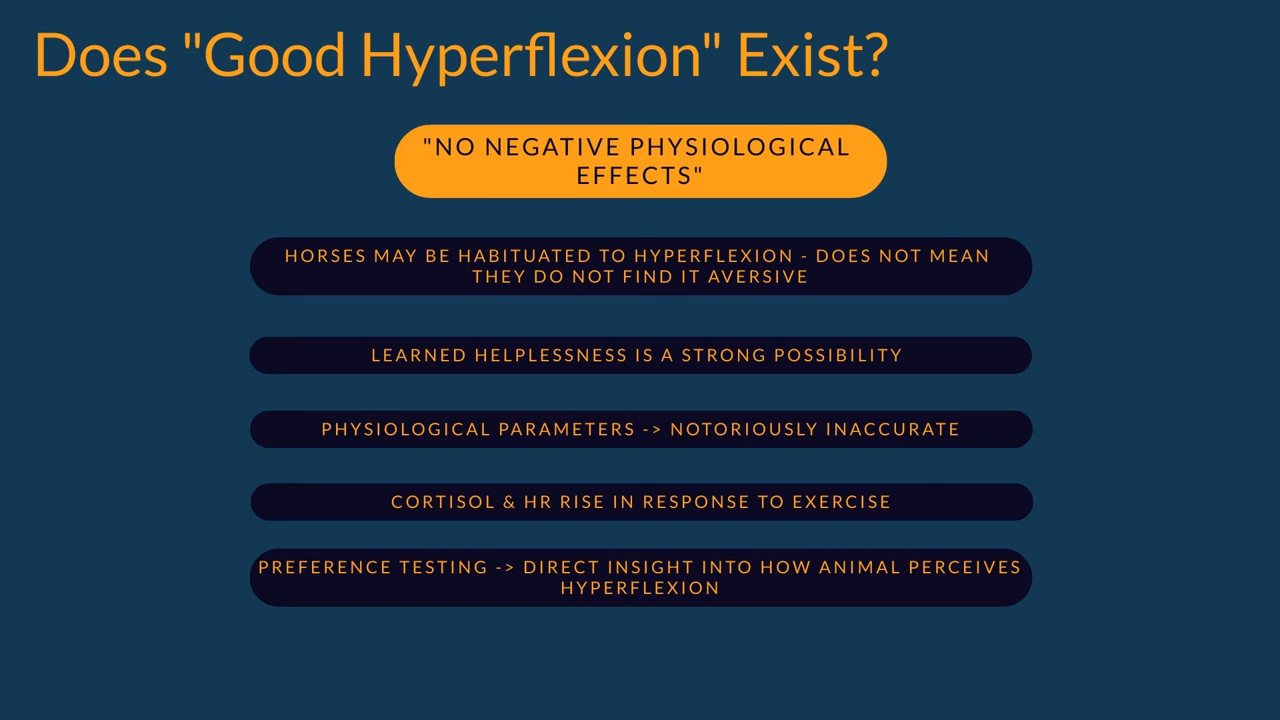 Does "Good Hyperflexion" Exist?
"NO NEGATIVE PHYSIOLOGICAL
EFFECTS"
HORSES MAY BE HABITUATED TO HYPERFLEXION - DOES NOT MEAN
THEY DO NOT FIND IT AVERSIVE
LEARNED HELPLESSNESS IS A STRONG POSSIBILITY
PHYSIOLOGICAL PARAMETERS -> NOTORIOUSLY INACCURATE
CORTISOL & HR RISE IN RESPONSE TO EXERCISE
PREFERENCE TESTING -> DIRECT INSIGHT INTO HOW ANIMAL PERCEIVES
HYPERFLEXION